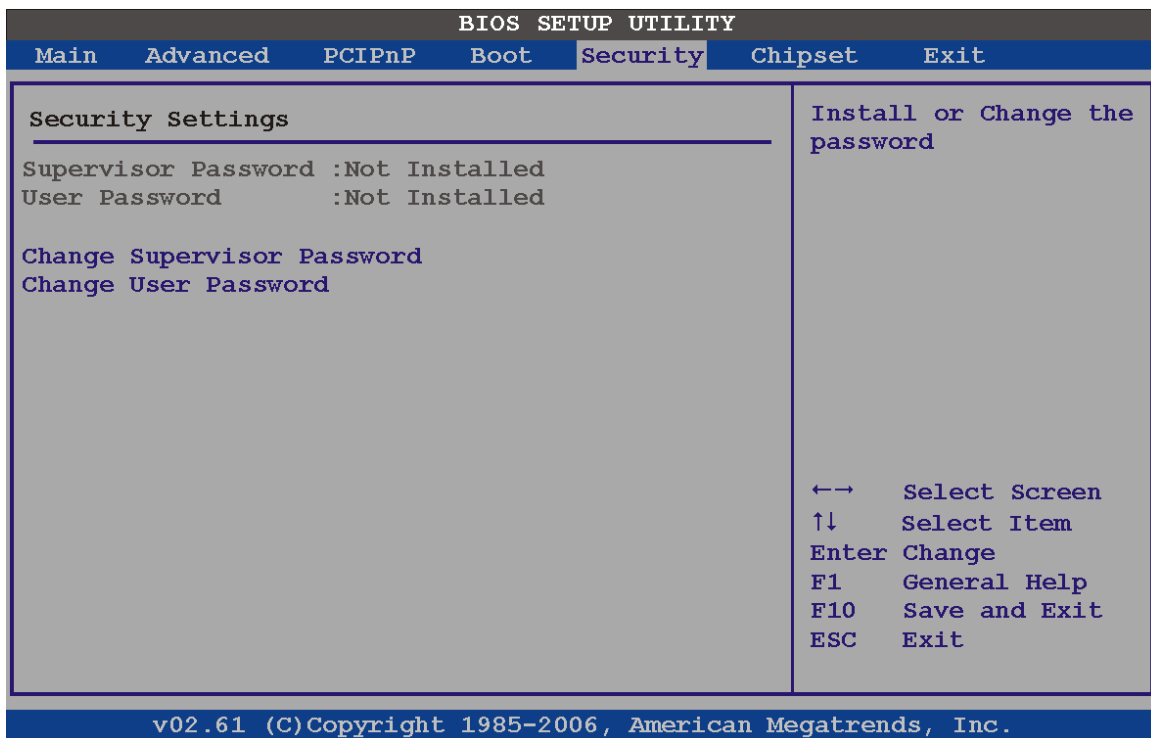 BIOS SETUP UTILITY
Main Advanced PCIPnP Boot Security Chipset Exit
Security Settings
Supervisor Password :Not Installed
User Password :Not Installed
Change Supervisor Password
Change User Password
Install or Change the
password
←→ Select Screen
↑↓ Select Item
Enter Change
F1 General Help
F10 Save and Exit
ESC Exit
v02.61 (C)Copyright 1985-2006, American Megatrends, Inc.